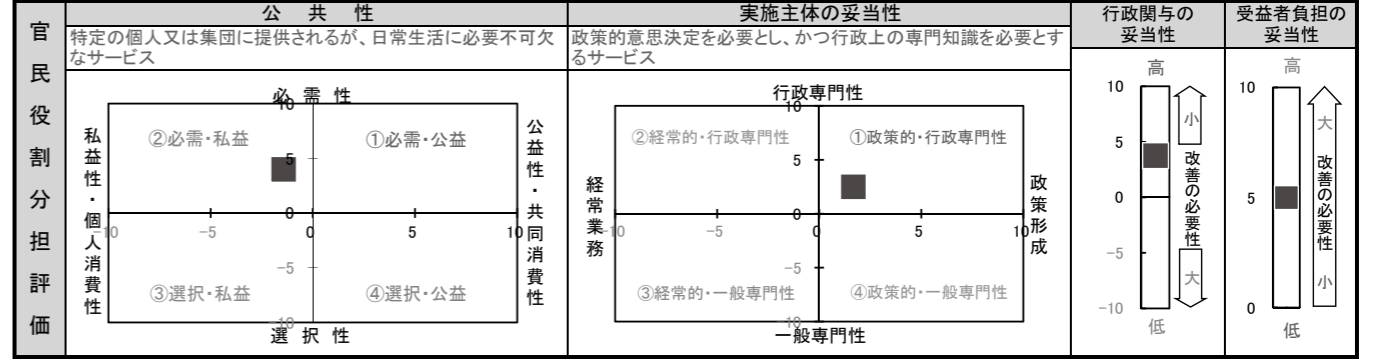 官民役割分担評価
公 共 性
特定の個人又は集団に提供されるが、日常生活に必要不可欠
なサービス
必 需 性
私益性・個人消費性
公益性・共同消費性
②必需・私益
①必需・公益
10
5
0
-10
-5
0
5
10
-5
③選択・私益
④選択・公益
-10
選 択 性
実施主体の妥当性
政策的意思決定を必要とし、かつ行政上の専門知識を必要とす
るサービス
行政専門性
10
②経常的・行政専門性
①政策的・行政専門性
5
経常業務
政策形成
0
-10
-5
0
5
10
-5
③経常的・一般専門性
④政策的・一般専門性
-10
一般専門性
行政関与の
妥当性
高
10
5
0
-5
-10
小
改善の必要性
大
低
受益者負担の
妥当性
高
10
5
0
大
改善の必要性
小
低